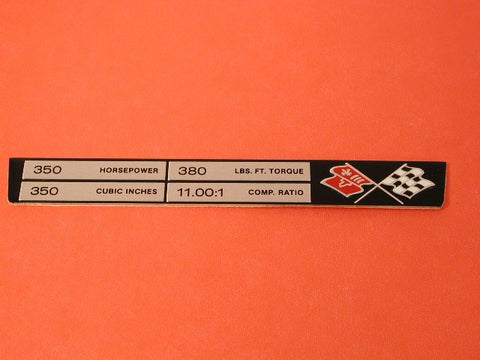 350 HORSEPOWER 380 LBS. FT. TORQUE
350 CUBIC INCHES 11.00:1 COMP. RATIO